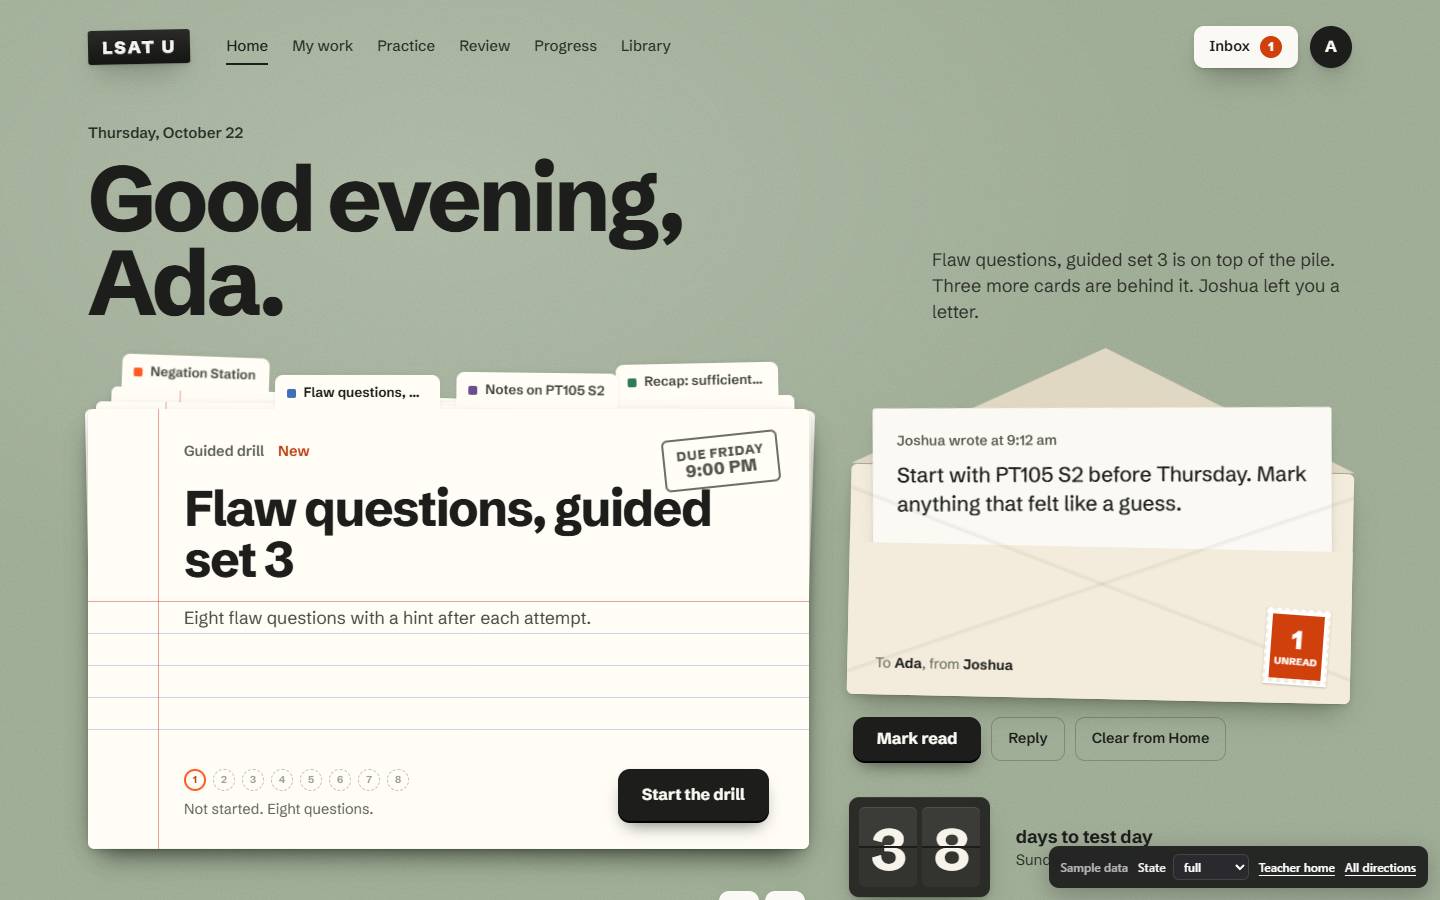 LSAT U
Home
My work
Practice
Review
Progress
Library
Inbox 1
A
Thursday, October 22
Good evening,
Ada.
Flaw questions, guided set 3 is on top of the pile.
Three more cards are behind it. Joshua left you a
letter.
Negation Station
Flaw questions, ...
Notes on PT105 S2
Recap: sufficient...
Guided drill New
DUE FRIDAY
9:00 PM
Flaw questions, guided
set 3
Eight flaw questions with a hint after each attempt.
1 2 3 4 5 6 7 8
Not started. Eight questions.
Start the drill
Joshua wrote at 9:12 am
Start with PT105 S2 before Thursday. Mark
anything that felt like a guess.
1
UNREAD
To Ada, from Joshua
Mark read
Reply
Clear from Home
38
days to test day
Sample data State full Teacher home All directions